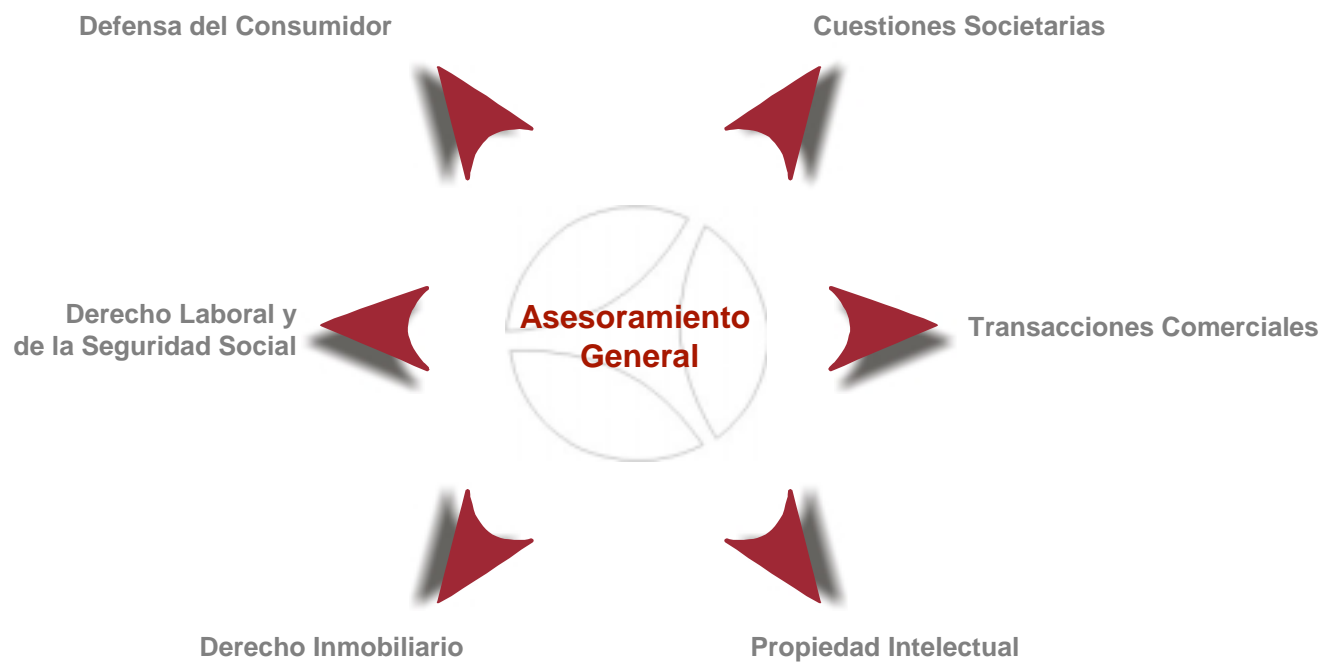 Defensa del Consumidor
Cuestiones Societarias
Derecho Laboral y
de la Seguridad Social
Asesoramiento
General
Transacciones Comerciales
Derecho Inmobiliario
Propiedad Intelectual